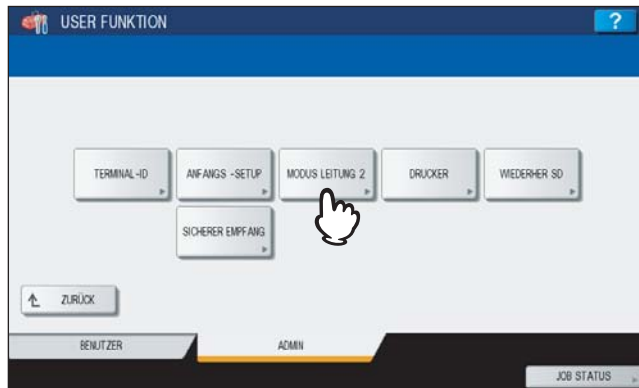 USER FUNKTION
?
TERMINAL-ID
ANFANGS -SETUP
MODUS LEITUNG 2
DRUCKER
WIEDERHER SD
SICHERER EMPFANG
ZURÜCK
BENUTZER
ADMIN
JOB STATUS